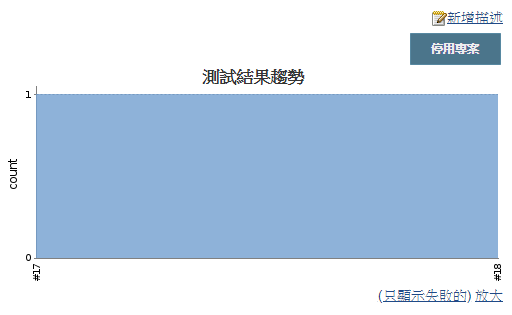 新增描述
停用專案
測試結果趨勢
1
count
0
#17
#18
(只顯示失敗的) 放大